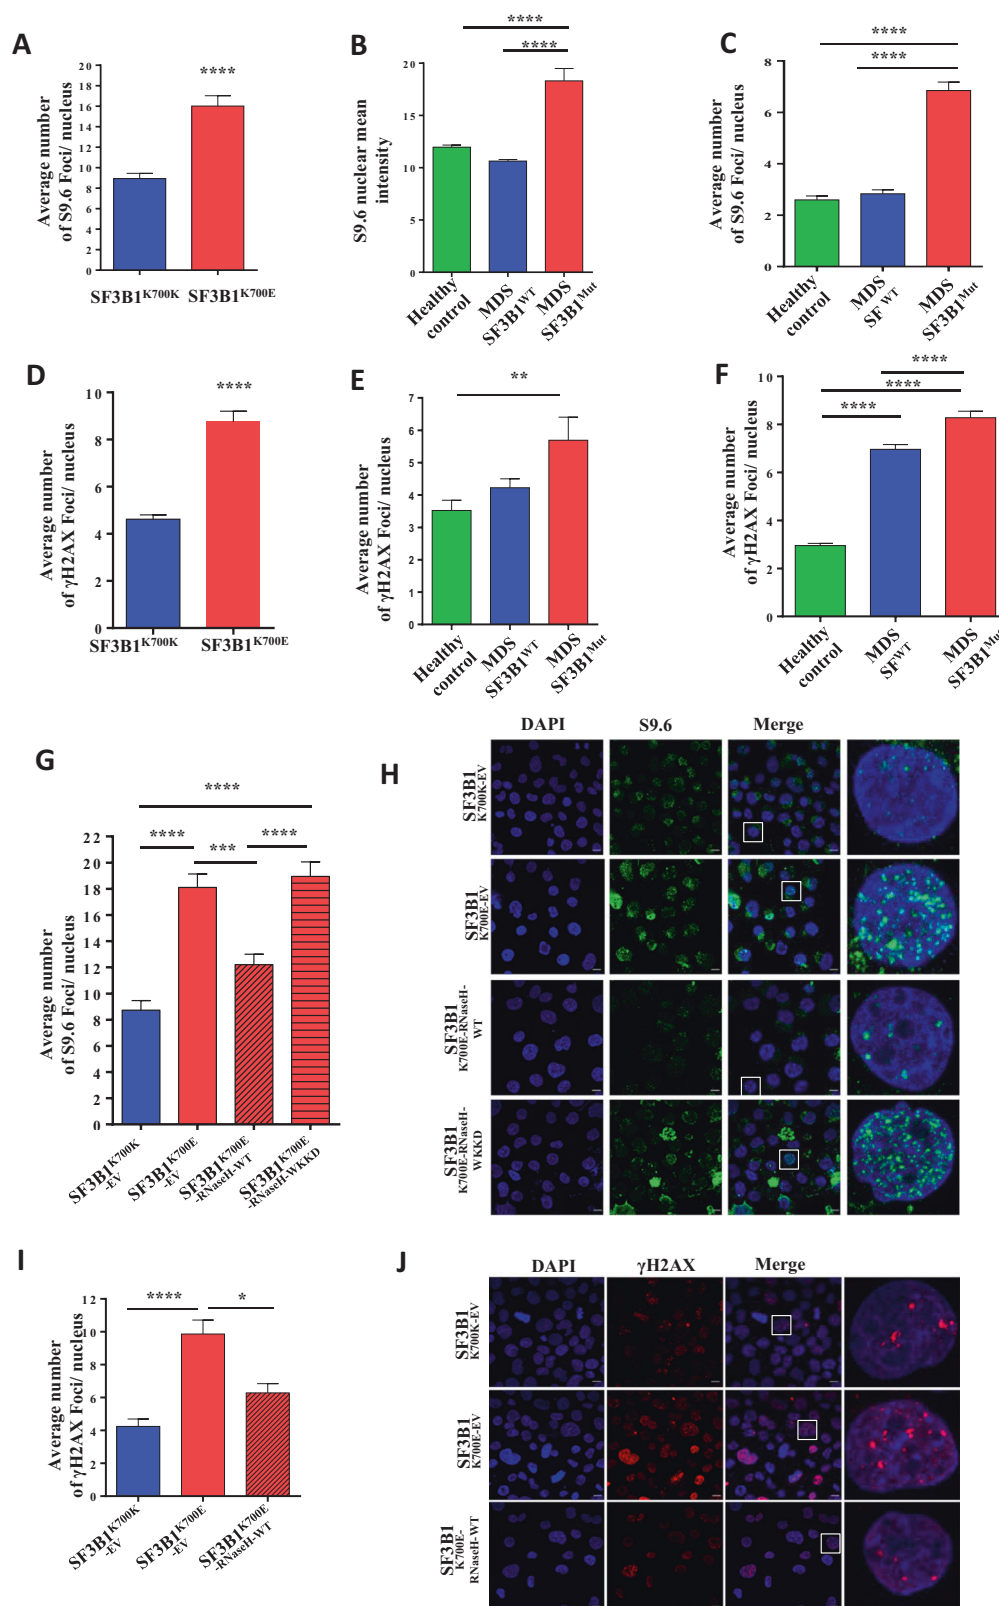 A
Average number
of S9.6 Foci/ nucleus
20
18
16
14
12
10
8
6
4
2
0
****
SF3B1K700K
SF3B1K700E
B
S9.6 nuclear mean
intensity
20
15
10
5
0
****
****
Healthy
control
MDS
SF3B1WT
MDS
SF3B1Mut
C
Average number
of S9.6 Foci/ nucleus
8
6
4
2
0
****
****
Healthy
control
MDS
SFWT
MDS
SF3B1Mut
D
Average number
of γH2AX Foci/ nucleus
8
6
4
2
0
****
SF3B1K700K
SF3B1K700E
E
Average number
of γH2AX Foci/ nucleus
7
6
5
4
3
2
1
0
**
Healthy
control
MDS
SF3B1WT
MDS
SF3B1Mut
F
Average number
of γH2AX Foci/ nucleus
10
8
6
4
2
0
****
****
****
Healthy
control
MDS
SFWT
MDS
SF3B1Mut
G
Average number
of S9.6 Foci/ nucleus
22
20
18
16
14
12
10
8
6
4
2
0
****
****
***
****
SF3B1K700K
-EV
SF3B1K700E
-EV
SF3B1K700E
-RNaseH-WT
SF3B1K700E
-RNaseH-WKKD
H
DAPI
S9.6
Merge
SF3B1
K700K-EV
SF3B1
K700E-EV
SF3B1
K700E-RNaseH-
WT
SF3B1
K700E-RNaseH-
WKKD
I
Average number
of γH2AX Foci/ nucleus
12
10
8
6
4
2
0
****
*
SF3B1K700K
-EV
SF3B1K700E
-EV
SF3B1K700E
-RNaseH-WT
J
DAPI
γH2AX
Merge
SF3B1
K700K-EV
SF3B1
K700E-EV
SF3B1
K700E-
RNaseH-WT